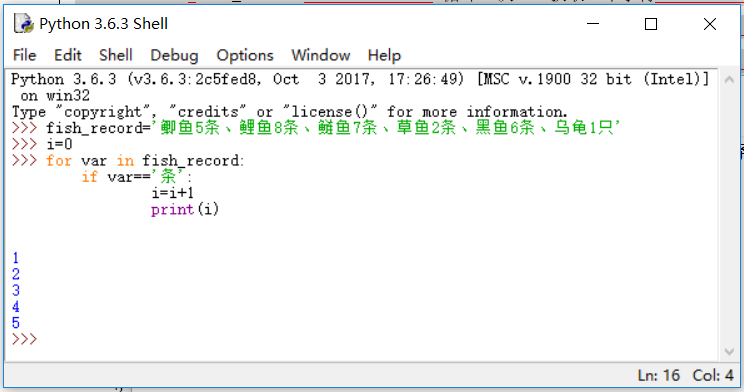 Python 3.6.3 Shell
File Edit Shell Debug Options Window Help
Python 3.6.3 (v3.6.3:2c5fed8, Oct  3 2017, 17:26:49) [MSC v.1900 32 bit (Intel)]
 on win32
Type "copyright", "credits" or "license()" for more information.
>>> fish_record='鲫鱼5条、鲤鱼8条、鲢鱼7条、草鱼2条、黑鱼6条、乌龟1只'
>>> i=0
>>> for var in fish_record:
if var=='条':
i=i+1
print(i)
1
2
3
4
5
>>>
Ln: 16 Col: 4